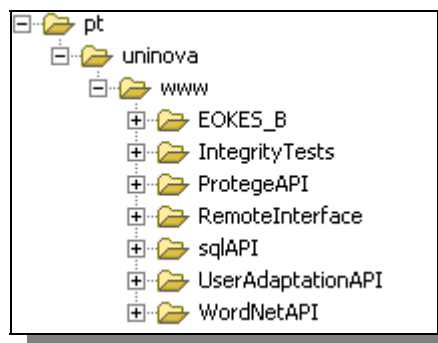 pt
uninova
www
EOKES_B
IntegrityTests
ProtegeAPI
RemoteInterface
sqlAPI
UserAdaptationAPI
WordNetAPI